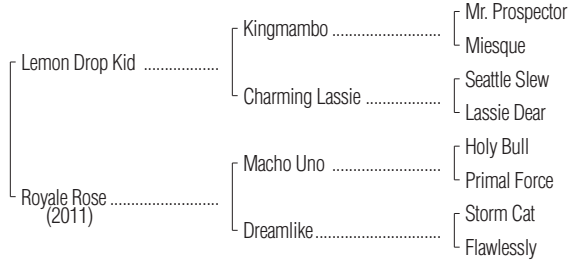 Mr. Prospector
Kingmambo ........................
Miesque
Lemon Drop Kid ................
Seattle Slew
Charming Lassie ................
Lassie Dear
Holy Bull
Macho Uno ........................
Primal Force
Royale Rose .......................
(2011)
Storm Cat
Dreamlike...........................
Flawlessly